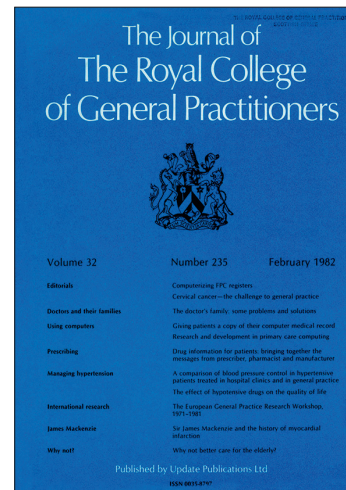 The Journal of
The Royal College
of General Practitioners
Volume 32 Number 235 February 1982
Editorials Computerizing FPC registers
Cervical cancer—the challenge to general practice
Doctors and their families The doctor's family: some problems and solutions
Using computers Giving patients a copy of their computer medical record
Research and development in primary care computing
Prescribing Drug information for patients: bringing together the
messages from prescriber, pharmacist and manufacturer
Managing hypertension A comparison of blood pressure control in hypertensive
patients treated in hospital clinics and in general practice
The effect of hypotensive drugs on the quality of life
International research The European General Practice Research Workshop,
1971–1981
James Mackenzie Sir James Mackenzie and the history of myocardial
infarction
Why not? Why not better care for the elderly?
Published by Update Publications Ltd
ISSN 0035-8797